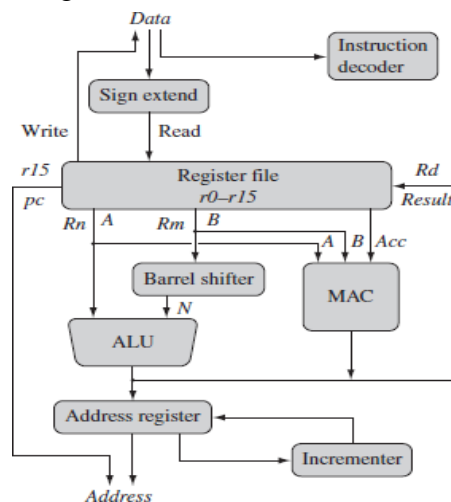 Data
Instruction
decoder
Sign extend
Write
Read
r15
Register file
Rd
pc
r0–r15
Result
Rn
A
Rm
B
A
B
Acc
Barrel shifter
MAC
N
ALU
Address register
Incrementer
Address